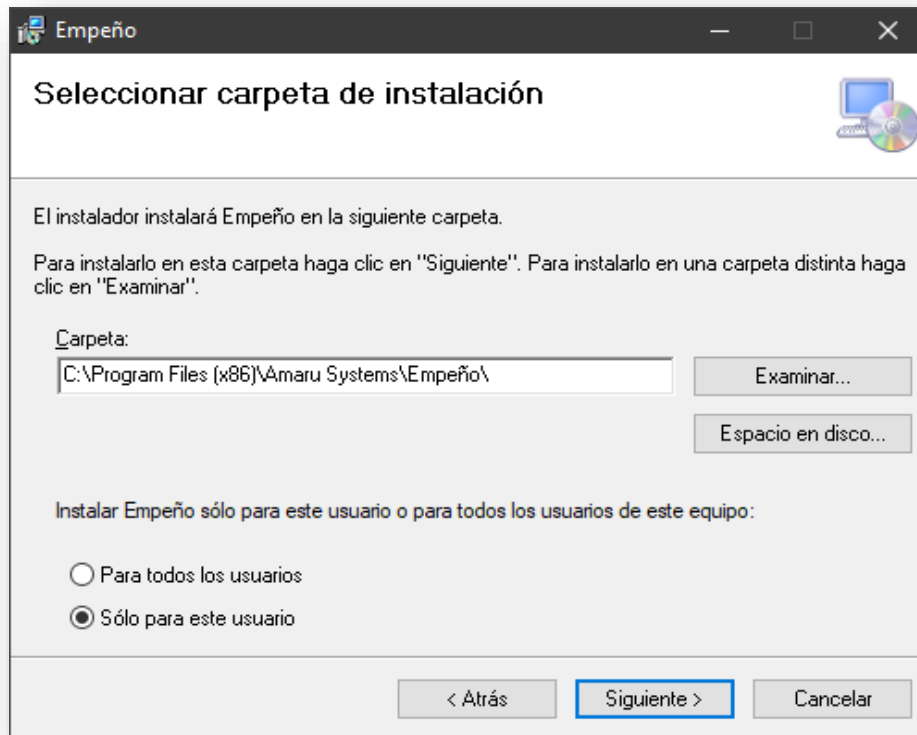 Empeño
Seleccionar carpeta de instalación
El instalador instalará Empeño en la siguiente carpeta.
Para instalarlo en esta carpeta haga clic en "Siguiente". Para instalarlo en una carpeta distinta haga
clic en "Examinar".
Carpeta:
C:\Program Files (x86)\Amaru Systems\Empeño\
Examinar...
Espacio en disco...
Instalar Empeño sólo para este usuario o para todos los usuarios de este equipo:
Para todos los usuarios
Sólo para este usuario
< Atrás
Siguiente >
Cancelar